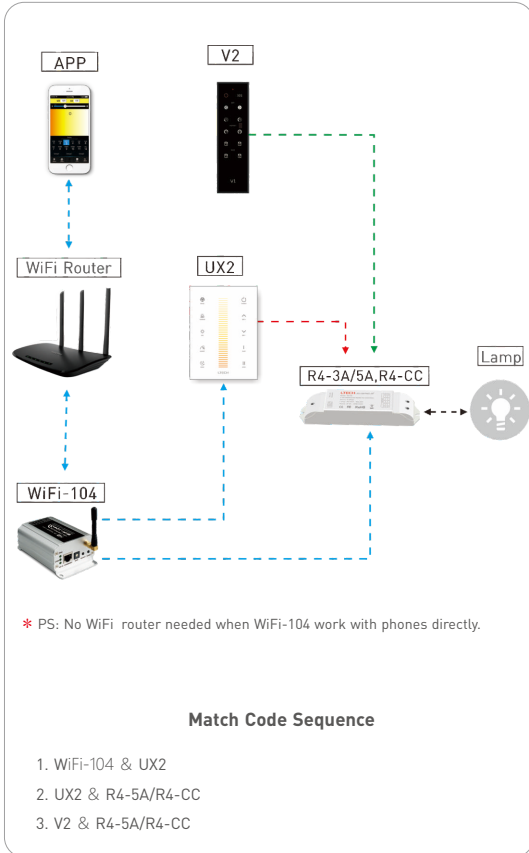 APP
V2
V1
WiFi Router
UX2
R4-3A/5A,R4-CC
Lamp
WiFi-104
* PS: No WiFi router needed when WiFi-104 work with phones directly.
Match Code Sequence
1. WiFi-104 & UX2
2. UX2 & R4-5A/R4-CC
3. V2 & R4-5A/R4-CC